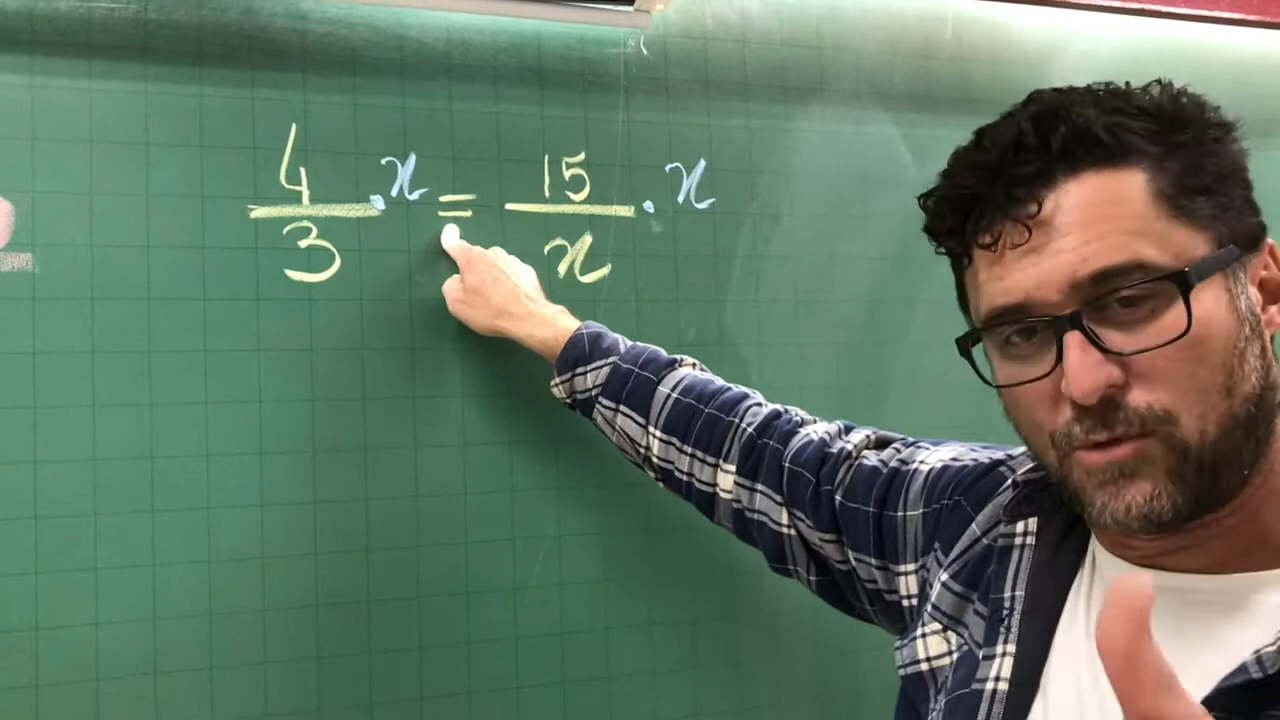 4/3 . x = 15/x . x